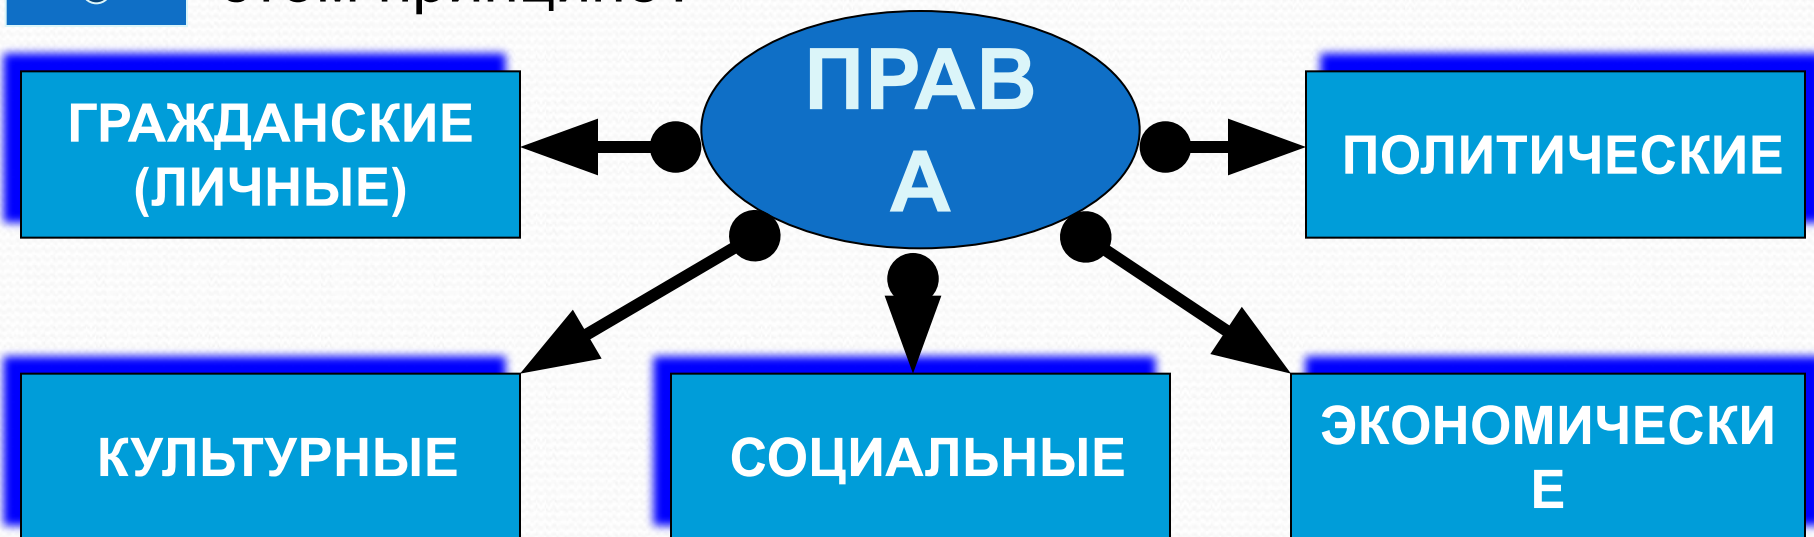 ПРАВ
А
ГРАЖДАНСКИЕ
(ЛИЧНЫЕ)
ПОЛИТИЧЕСКИЕ
КУЛЬТУРНЫЕ
СОЦИАЛЬНЫЕ
ЭКОНОМИЧЕСКИ
Е